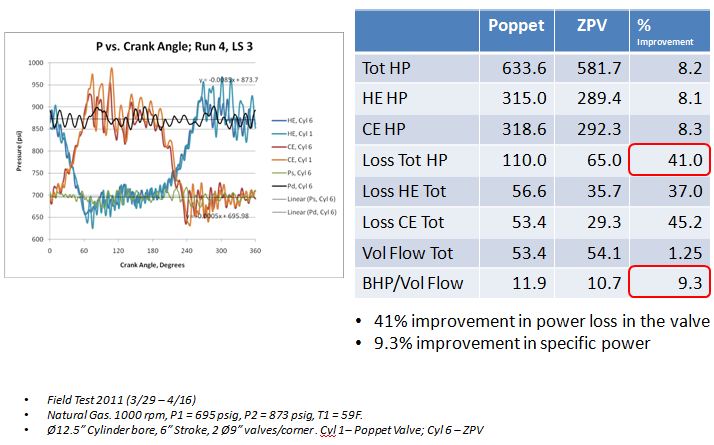 P vs. Crank Angle; Run 4, LS 3
1000
950
900
850
800
750
700
650
600
Pressure (psi)
0 60 120 180 240 300 360
Crank Angle, Degrees
y = -0.0085x + 873.7
0.0005x + 695.98
HE, Cyl 6
HE, Cyl 1
CE, Cyl 6
CE, Cyl 1
Ps, Cyl 6
Pd, Cyl 6
Linear (Ps, Cyl 6)
Linear (Pd, Cyl 6)
Poppet ZPV %
Improvement
Tot HP 633.6 581.7 8.2
HE HP 315.0 289.4 8.1
CE HP 318.6 292.3 8.3
Loss Tot HP 110.0 65.0 41.0
Loss HE Tot 56.6 35.7 37.0
Loss CE Tot 53.4 29.3 45.2
Vol Flow Tot 53.4 54.1 1.25
BHP/Vol Flow 11.9 10.7 9.3
• 41% improvement in power loss in the valve
• 9.3% improvement in specific power
• Field Test 2011 (3/29 – 4/16)
• Natural Gas. 1000 rpm, P1 = 695 psig, P2 = 873 psig, T1 = 59F.
• Ø12.5” Cylinder bore, 6” Stroke, 2 Ø9” valves/corner. Cyl 1– Poppet Valve; Cyl 6 – ZPV